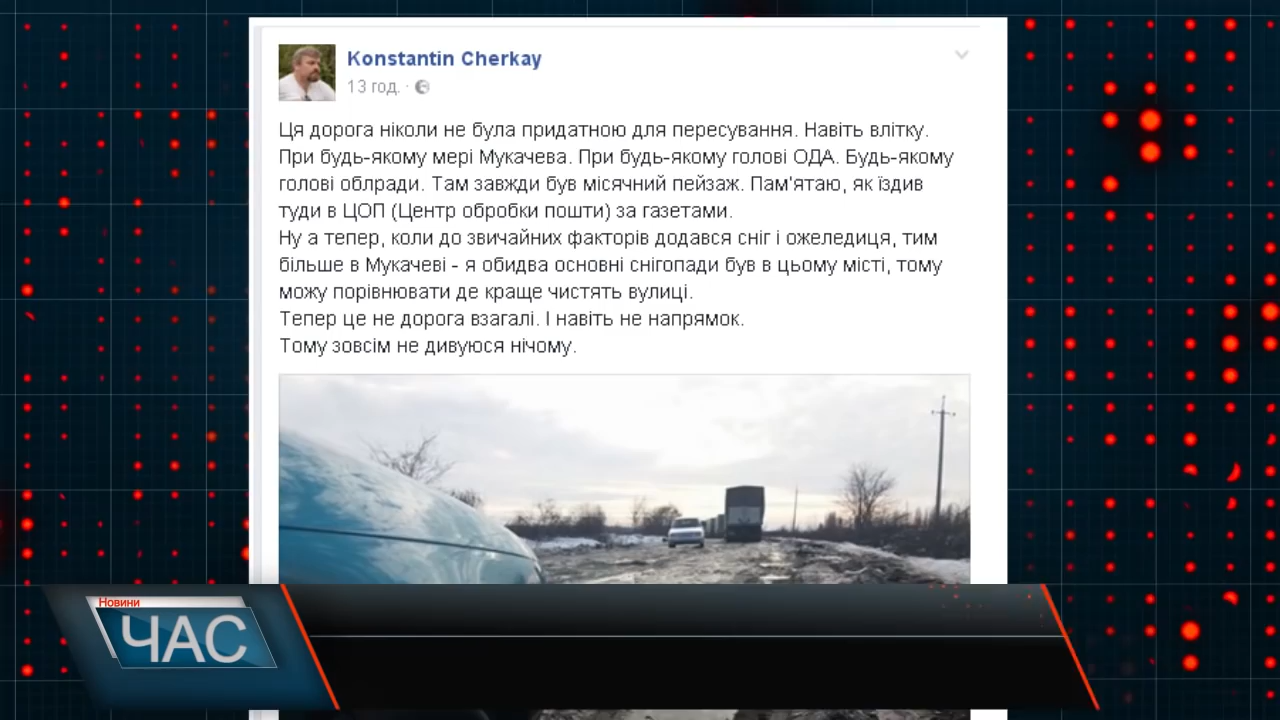 Konstantin Cherkay
13 год. ·
Ця дорога ніколи не була придатною для пересування. Навіть влітку.
При будь-якому мері Мукачева. При будь-якому голові ОДА. Будь-якому
голові облради. Там завжди був місячний пейзаж. Пам'ятаю, як їздив
туди в ЦОП (Центр обробки пошти) за газетами.
Ну а тепер, коли до звичайних факторів додався сніг і ожеледиця, тим
більше в Мукачеві - я обидва основні снігопади був в цьому місті, тому
можу порівнювати де краще чистять вулиці.
Тепер це не дорога взагалі. І навіть не напрямок.
Тому зовсім не дивуюся нічому.
Новини
ЧАС